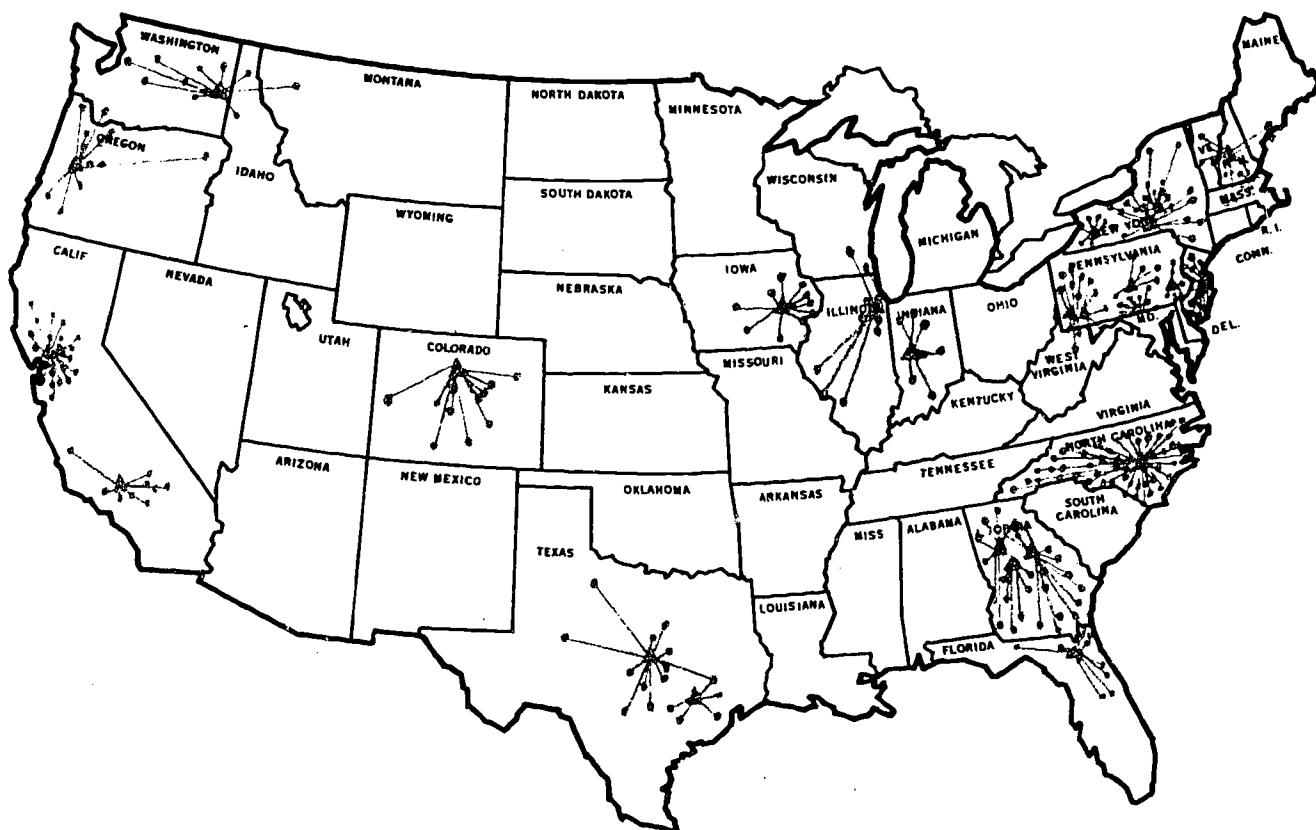 WASHINGTON
MONTANA
NORTH DAKOTA
MINNESOTA
MAINE
OREGON
IDAHO
SOUTH DAKOTA
WISCONSIN
MICHIGAN
VT.
MASS.
NEW YORK
R.I.
CONN.
WYOMING
CALIF
NEVADA
UTAH
NEBRASKA
IOWA
ILLINOIS
INDIANA
OHIO
PENNSYLVANIA
MD.
DEL.
COLORADO
KANSAS
MISSOURI
WEST
VIRGINIA
KENTUCKY
VIRGINIA
NORTH CAROLINA
ARIZONA
NEW MEXICO
OKLAHOMA
ARKANSAS
TENNESSEE
SOUTH
CAROLINA
TEXAS
LOUISIANA
MISS
ALABAMA
FLORIDA